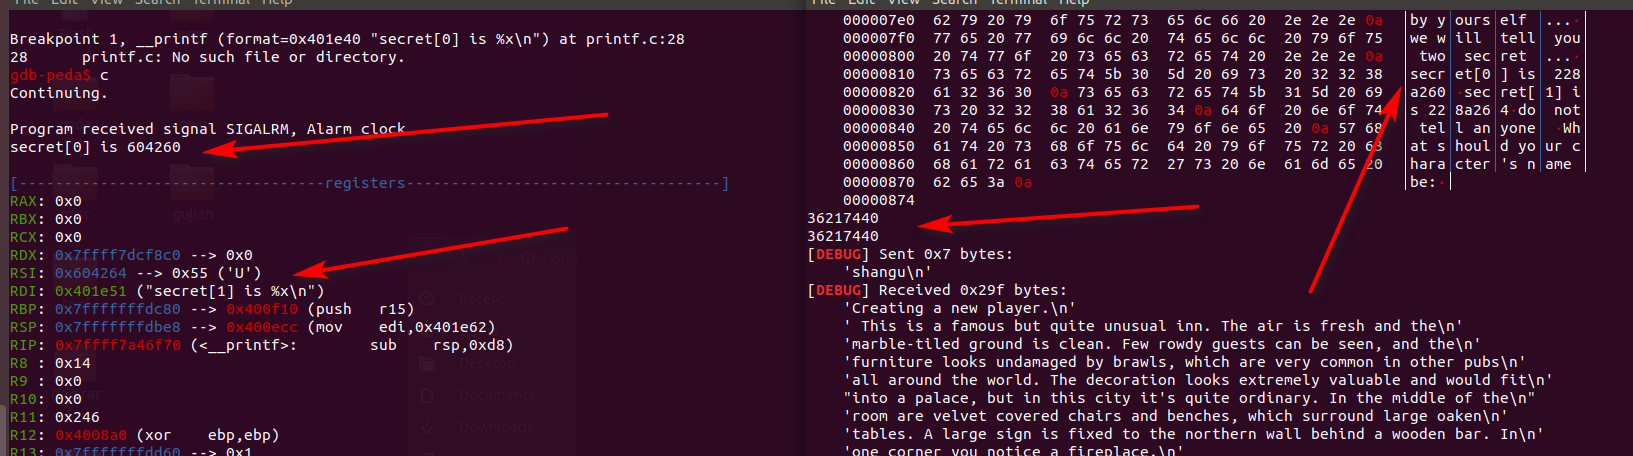 File Edit View Search Terminal Help
Breakpoint 1, __printf (format=0x401e40 "secret[0] is %x\n") at printf.c:28
28      printf.c: No such file or directory.
gdb-peda$ c
Continuing.
Program received signal SIGALRM, Alarm clock
secret[0] is 604260
[----------------------------------registers-----------------------------------]
RAX: 0x0
RBX: 0x0
RCX: 0x0
RDX: 0x7ffff7dcf8c0 --> 0x0
RSI: 0x604264 --> 0x55 ('U')
RDI: 0x401e51 ("secret[1] is %x\n")
RBP: 0x7fffffffdc80 --> 0x400f10 (push   r15)
RSP: 0x7fffffffdbe8 --> 0x400ecc (mov    edi,0x401e62)
RIP: 0x7ffff7a46f70 (<__printf>:        sub    rsp,0xd8)
R8 : 0x14
R9 : 0x0
R10: 0x0
R11: 0x246
R12: 0x4008a0 (xor    ebp,ebp)
R13: 0x7fffffffdd60 --> 0x1
gujian
Home
Recent
Desktop
Documents
Downloads
File Edit View Search Terminal Help
000007e0  62 79 20 79  6f 75 72 73  65 6c 66 20  2e 2e 2e 0a  │by y│ours│elf │...·│
000007f0  77 65 20 77  69 6c 6c 20  74 65 6c 6c  20 79 6f 75  │we w│ill │tell│ you│
00000800  20 74 77 6f  20 73 65 63  72 65 74 20  2e 2e 2e 0a  │ two│ sec│ret │...·│
00000810  73 65 63 72  65 74 5b 30  5d 20 69 73  20 32 32 38  │secr│et[0│] is│ 228│
00000820  61 32 36 30  0a 73 65 63  72 65 74 5b  31 5d 20 69  │a260│·sec│ret[│1] i│
00000830  73 20 32 32  38 61 32 36  34 0a 64 6f  20 6e 6f 74  │s 22│8a26│4·do│ not│
00000840  20 74 65 6c  6c 20 61 6e  79 6f 6e 65  20 0a 57 68  │ tel│l an│yone│ ·Wh│
00000850  61 74 20 73  68 6f 75 6c  64 20 79 6f  75 72 20 63  │at s│houl│d yo│ur c│
00000860  68 61 72 61  63 74 65 72  27 73 20 6e  61 6d 65 20  │hara│cter│'s n│ame │
00000870  62 65 3a 0a  │be:·│
00000874
36217440
36217440
[DEBUG] Sent 0x7 bytes:
'shangu\n'
[DEBUG] Received 0x29f bytes:
'Creating a new player.\n'
' This is a famous but quite unusual inn. The air is fresh and the\n'
'marble-tiled ground is clean. Few rowdy guests can be seen, and the\n'
'furniture looks undamaged by brawls, which are very common in other pubs\n'
'all around the world. The decoration looks extremely valuable and would fit\n'
"into a palace, but in this city it's quite ordinary. In the middle of the\n"
'room are velvet covered chairs and benches, which surround large oaken\n'
'tables. A large sign is fixed to the northern wall behind a wooden bar. In\n'
'one corner you notice a fireplace.\n'